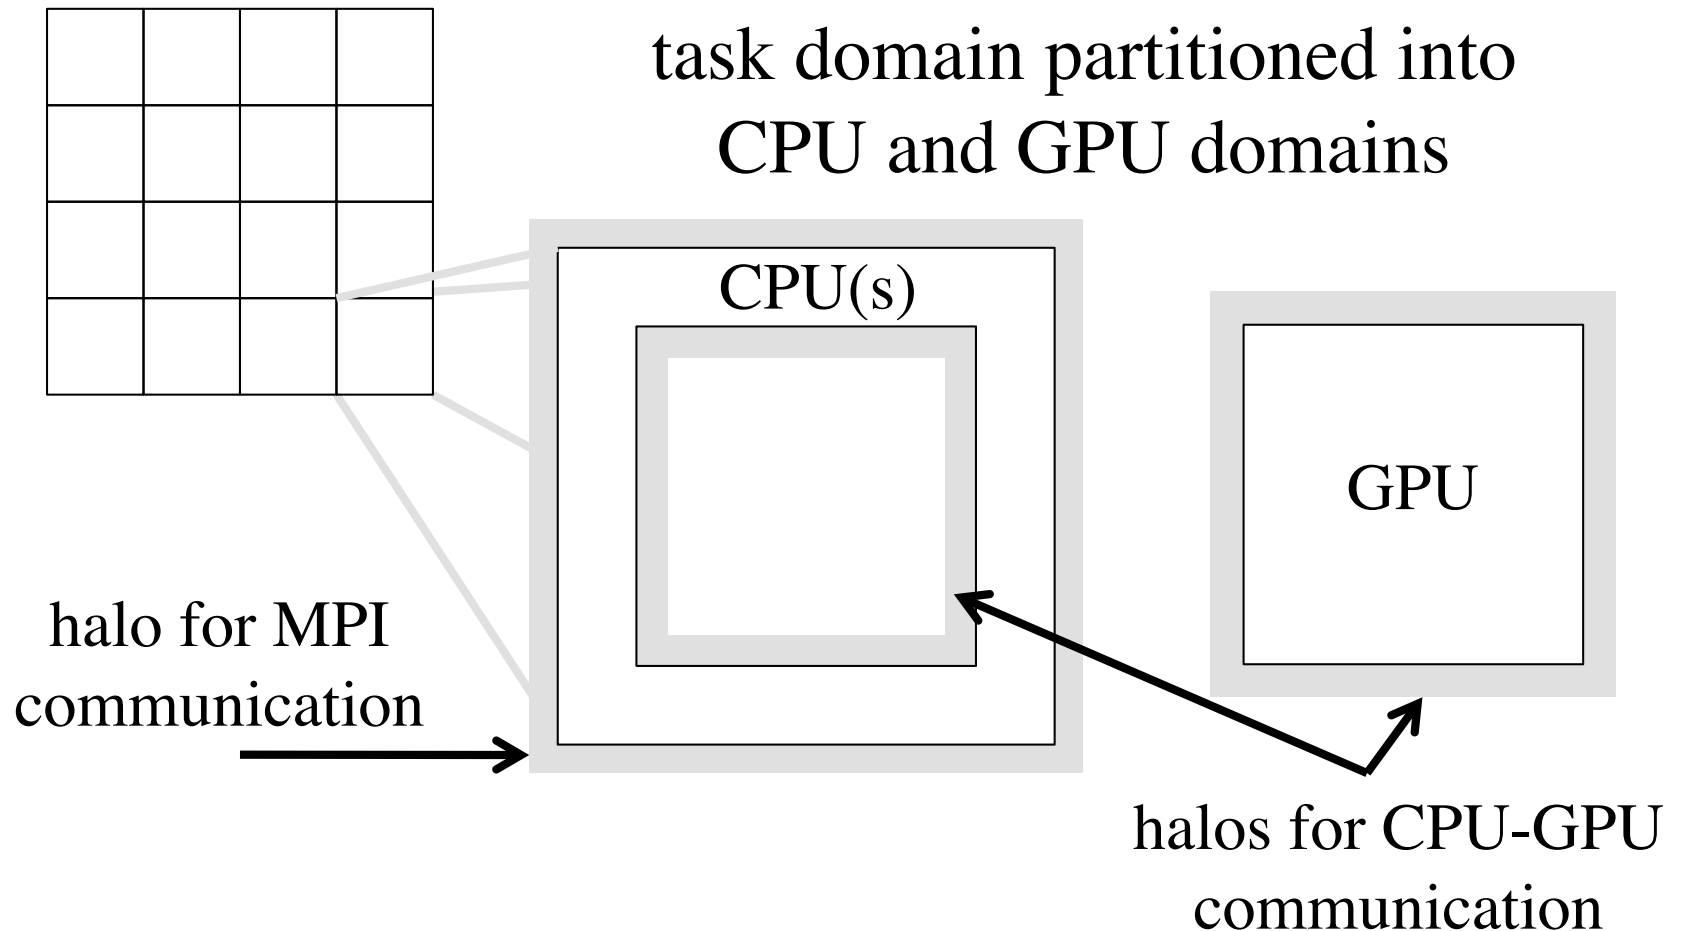 task domain partitioned into
CPU and GPU domains
CPU(s)
GPU
halo for MPI
communication
halos for CPU-GPU
communication